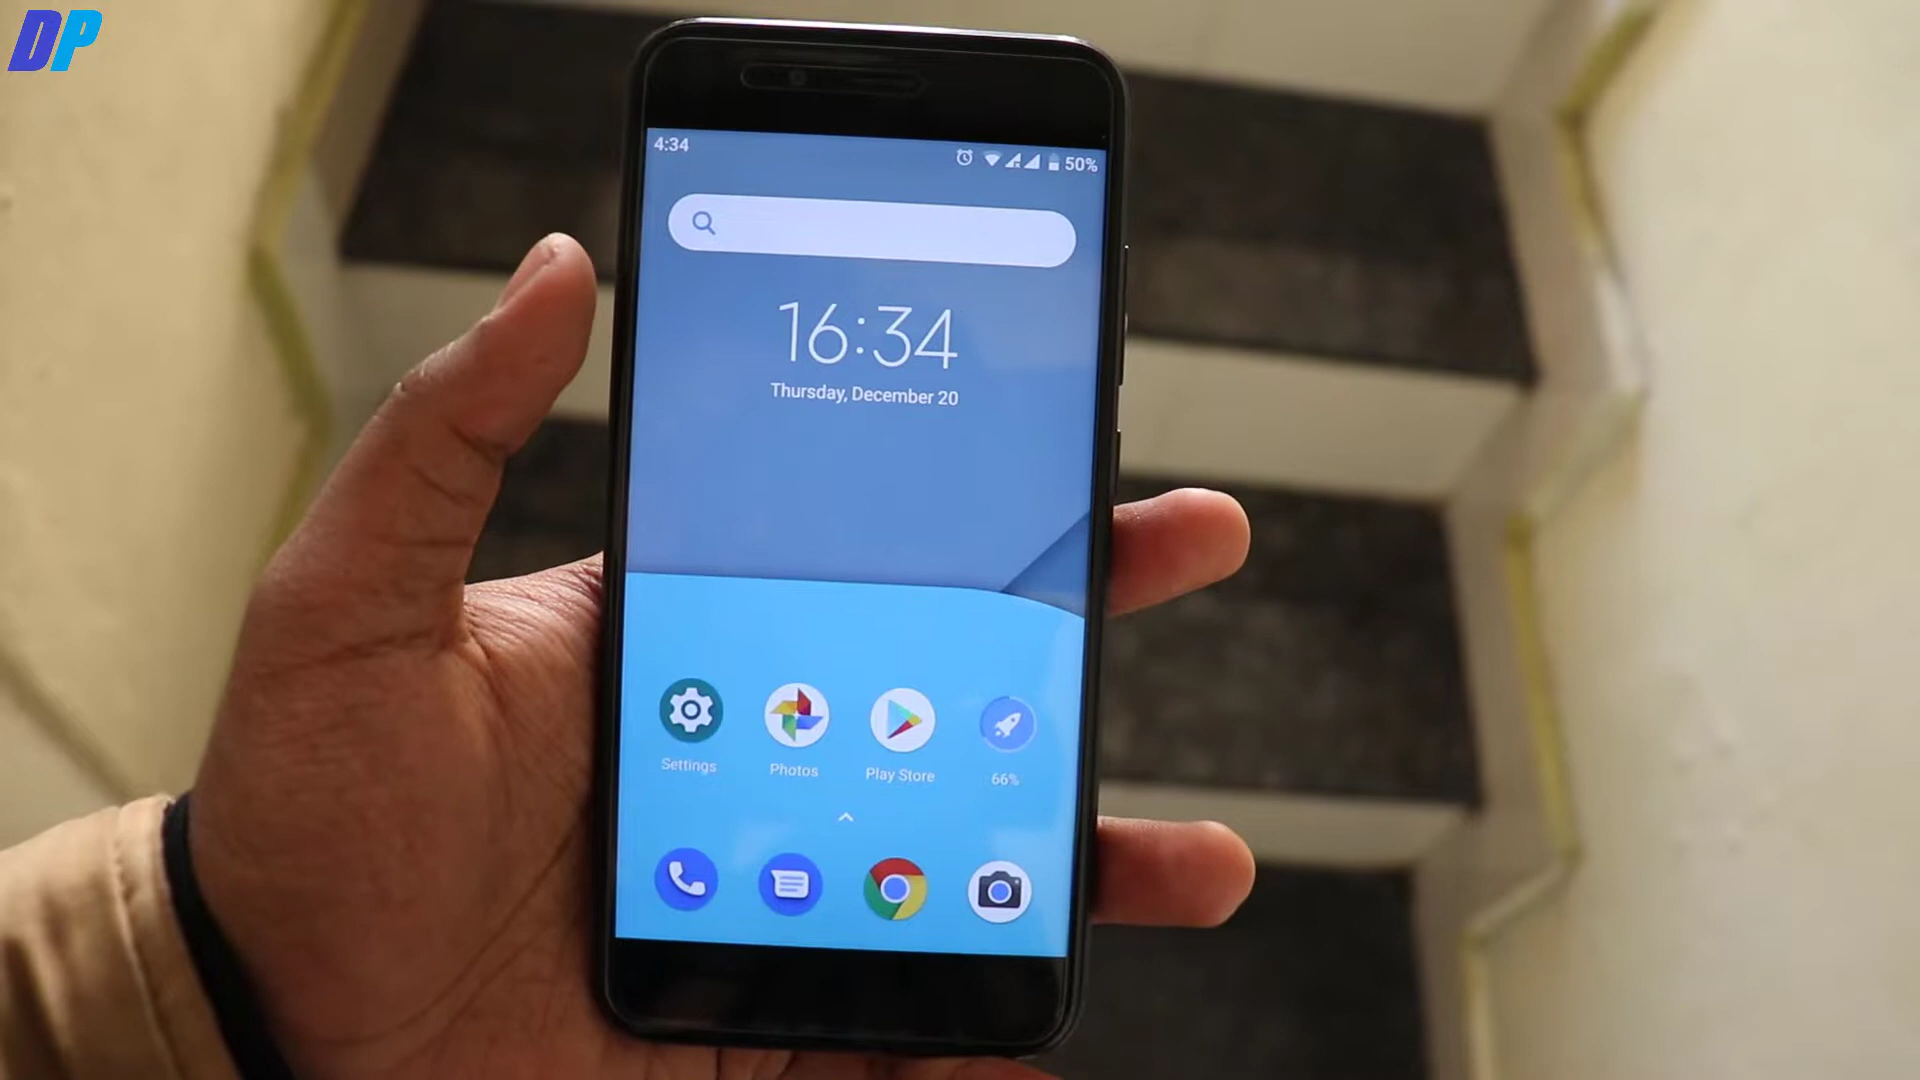 DP
4:34
50%
16:34
Thursday, December 20
Settings
Photos
Play Store
66%